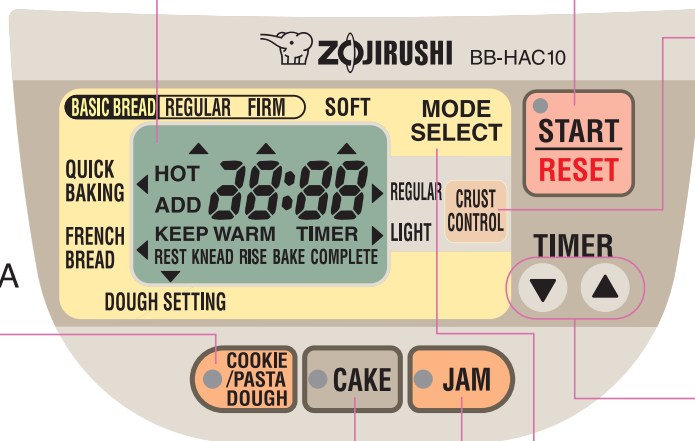 ZOJIRUSHI BB-HAC10
BASIC BREAD REGULAR FIRM SOFT
MODE
SELECT
START
RESET
QUICK
BAKING
HOT
ADD
28:88
REGULAR
LIGHT
CRUST
CONTROL
FRENCH
BREAD
KEEP WARM TIMER
REST KNEAD RISE BAKE COMPLETE
TIMER
A
DOUGH SETTING
COOKIE
/PASTA
DOUGH
CAKE
JAM